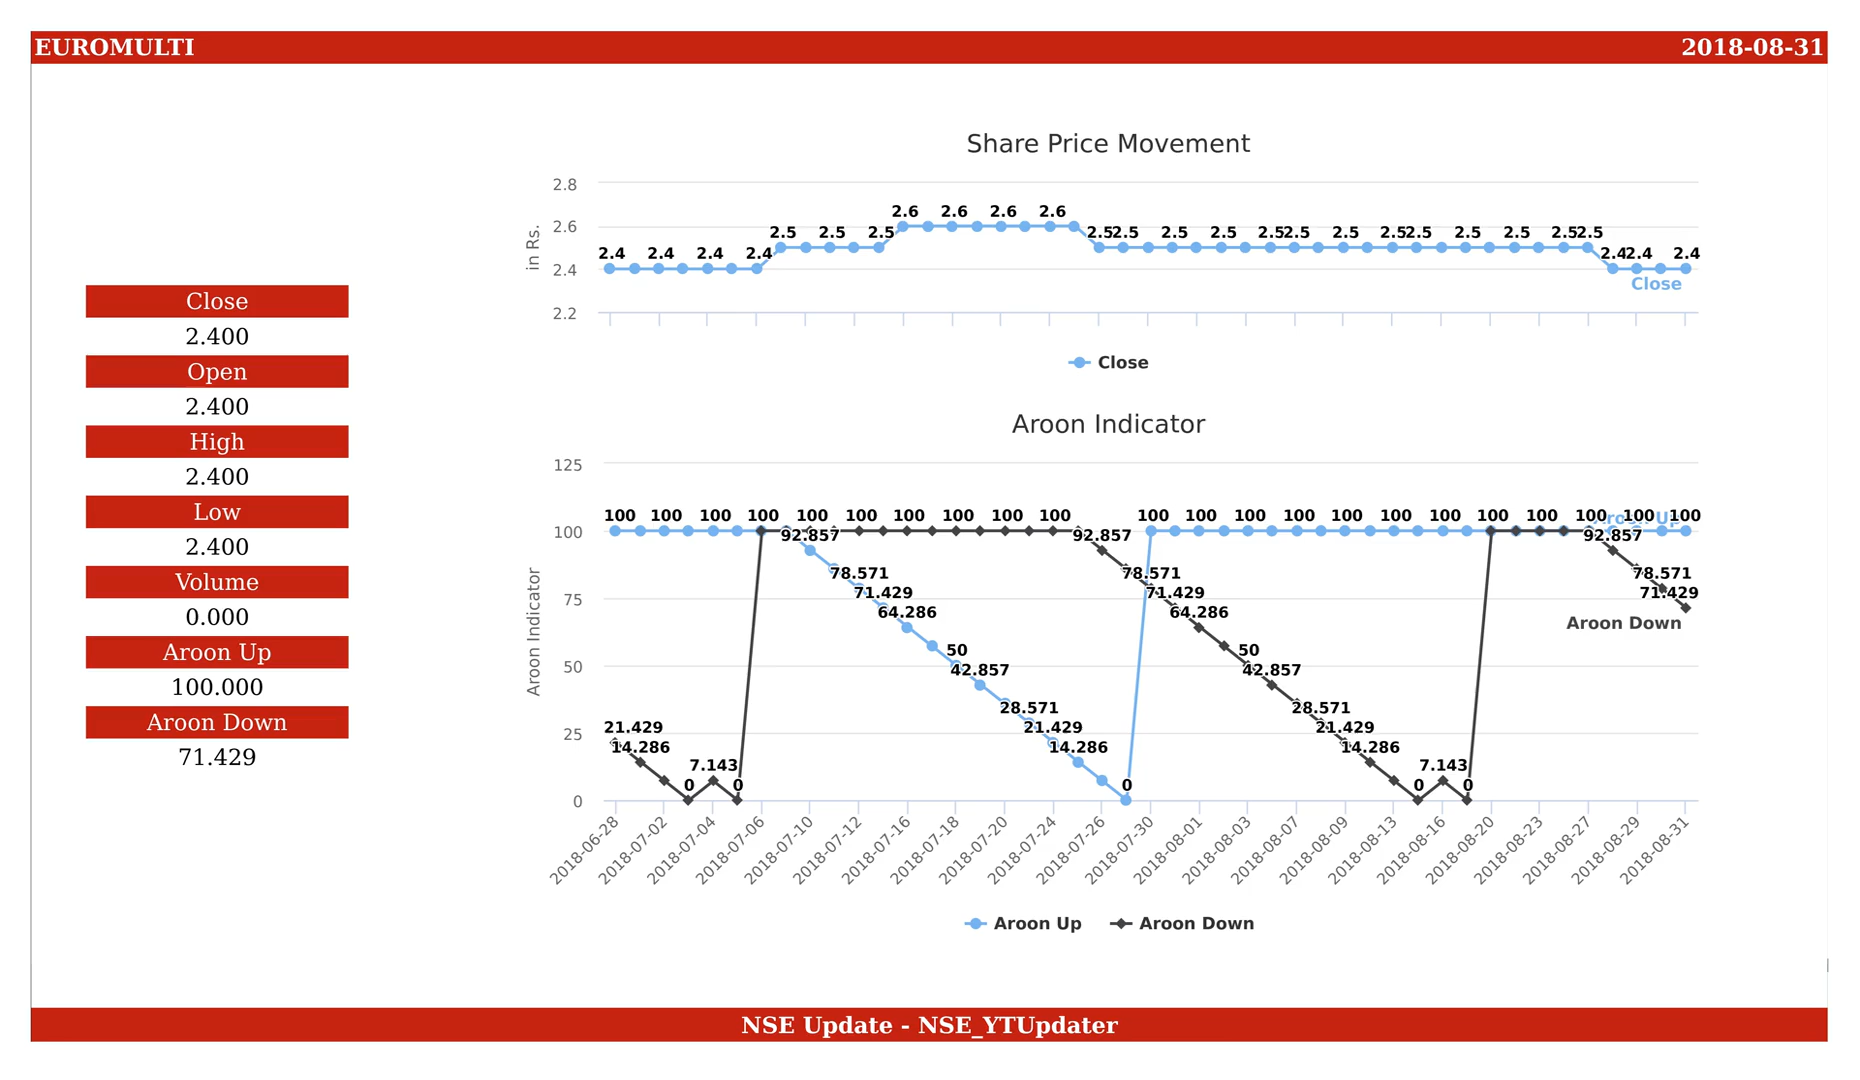 EUROMULTI 2018-08-31
Close
2.400
Open
2.400
High
2.400
Low
2.400
Volume
0.000
Aroon Up
100.000
Aroon Down
71.429
Share Price Movement
in Rs.
2.8
2.6
2.4
2.2
2.6 2.6 2.6 2.6
2.5 2.5 2.5 2.5 2.5 2.5 2.5 2.5 2.5 2.5 2.5 2.5 2.5 2.5 2.5 2.5
2.4 2.4 2.4 2.4 2.4 2.4 2.4
Close
Close
Aroon Indicator
Aroon Indicator
125
100
75
50
25
0
100 100 100 100 100 100 100 100 100 100 100 100 100 100 100 100 100 100 100 100 100 100
Aroon Up
92.857 92.857 92.857
78.571 78.571 78.571
71.429 71.429 71.429
64.286 64.286
Aroon Down
50 50
42.857 42.857
28.571 28.571
21.429 21.429 21.429
14.286 14.286 14.286
7.143 7.143
0 0 0 0 0
2018-06-28 2018-07-02 2018-07-04 2018-07-06 2018-07-10 2018-07-12 2018-07-16 2018-07-18 2018-07-20 2018-07-24 2018-07-26 2018-07-30 2018-08-01 2018-08-03 2018-08-07 2018-08-09 2018-08-13 2018-08-16 2018-08-20 2018-08-23 2018-08-27 2018-08-29 2018-08-31
Aroon Up Aroon Down
NSE Update - NSE_YTUpdater